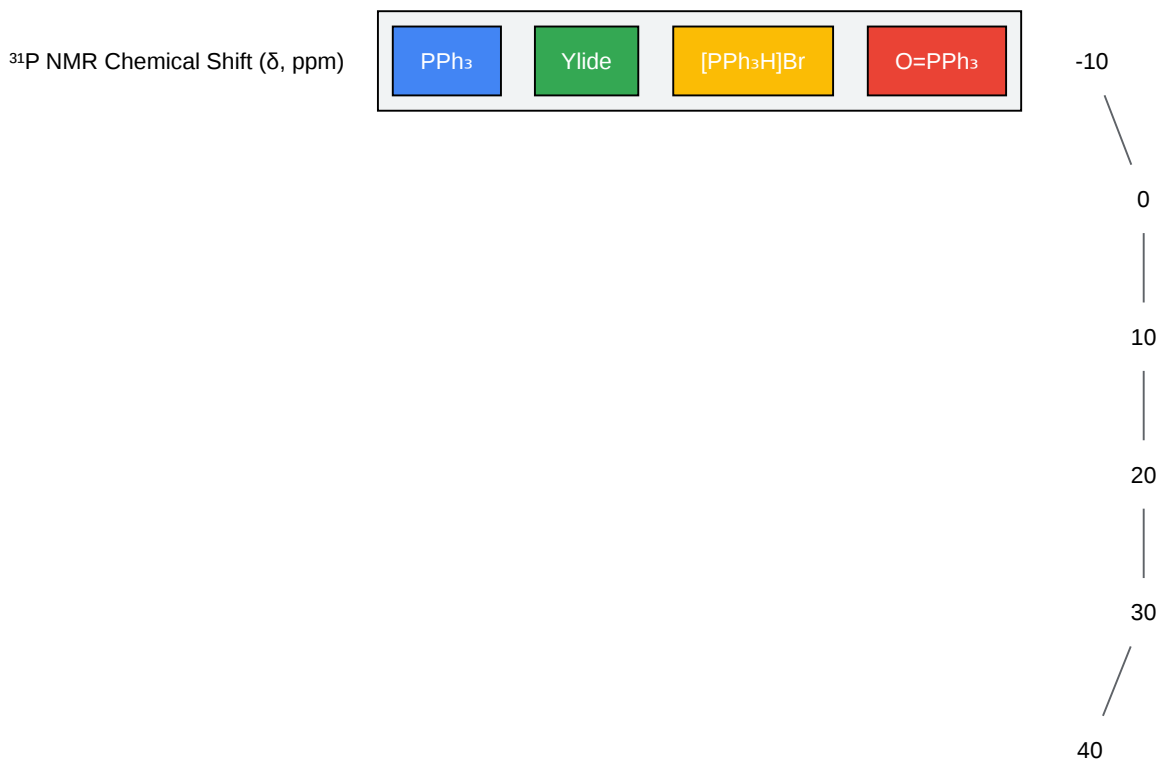 ³¹P NMR Chemical Shift (δ, ppm)
PPh₃
Ylide
[PPh₃H]Br
O=PPh₃
-10
0
10
20
30
40